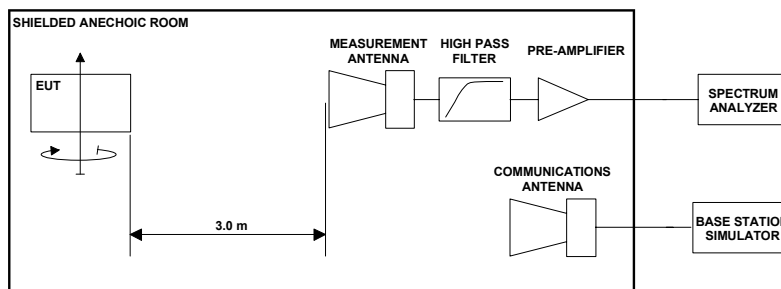 SHIELDED ANECHOIC ROOM
EUT
MEASUREMENT
ANTENNA
HIGH PASS
FILTER
PRE-AMPLIFIER
SPECTRUM
ANALYZER
COMMUNICATIONS
ANTENNA
3.0 m
BASE STATION
SIMULATOR